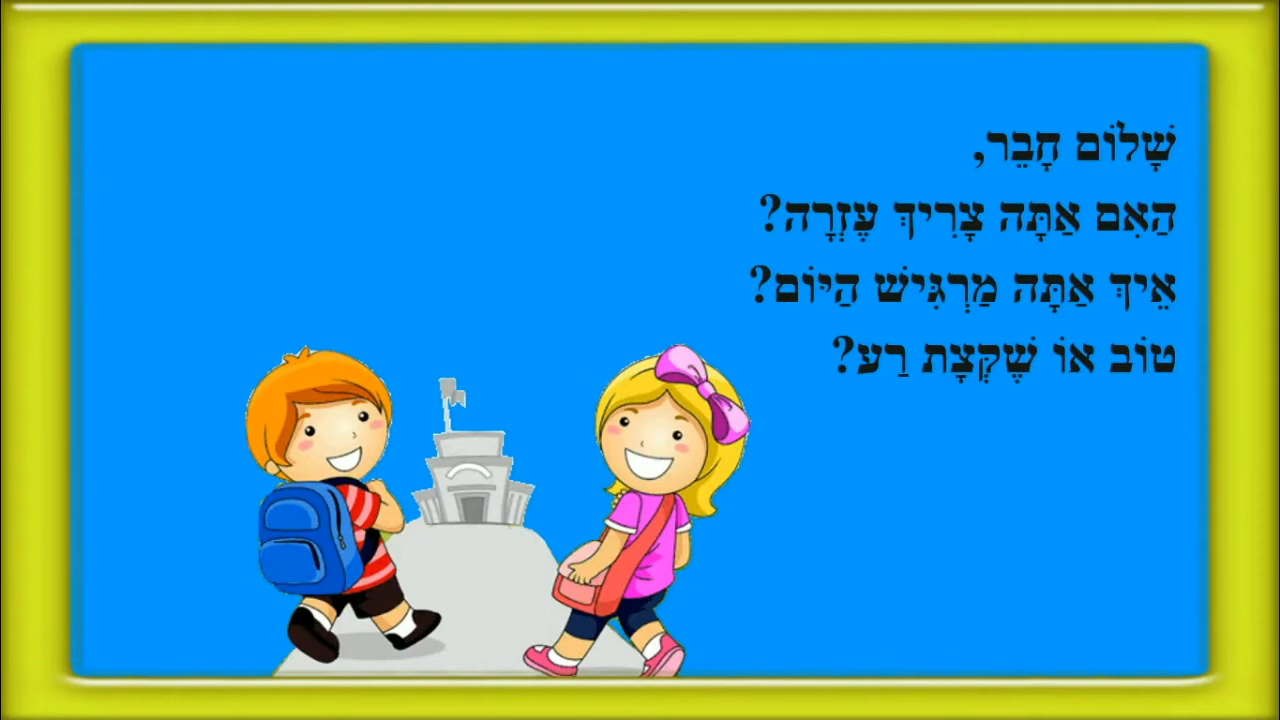 שָׁלוֹם חָבֵר,
הַאִם אַתָּה צָרִיךְ עֶזְרָה?
אֵיךְ אַתָּה מַרְגִּישׁ הַיּוֹם?
טוֹב אוֹ שֶׁקְּצָת רַע?